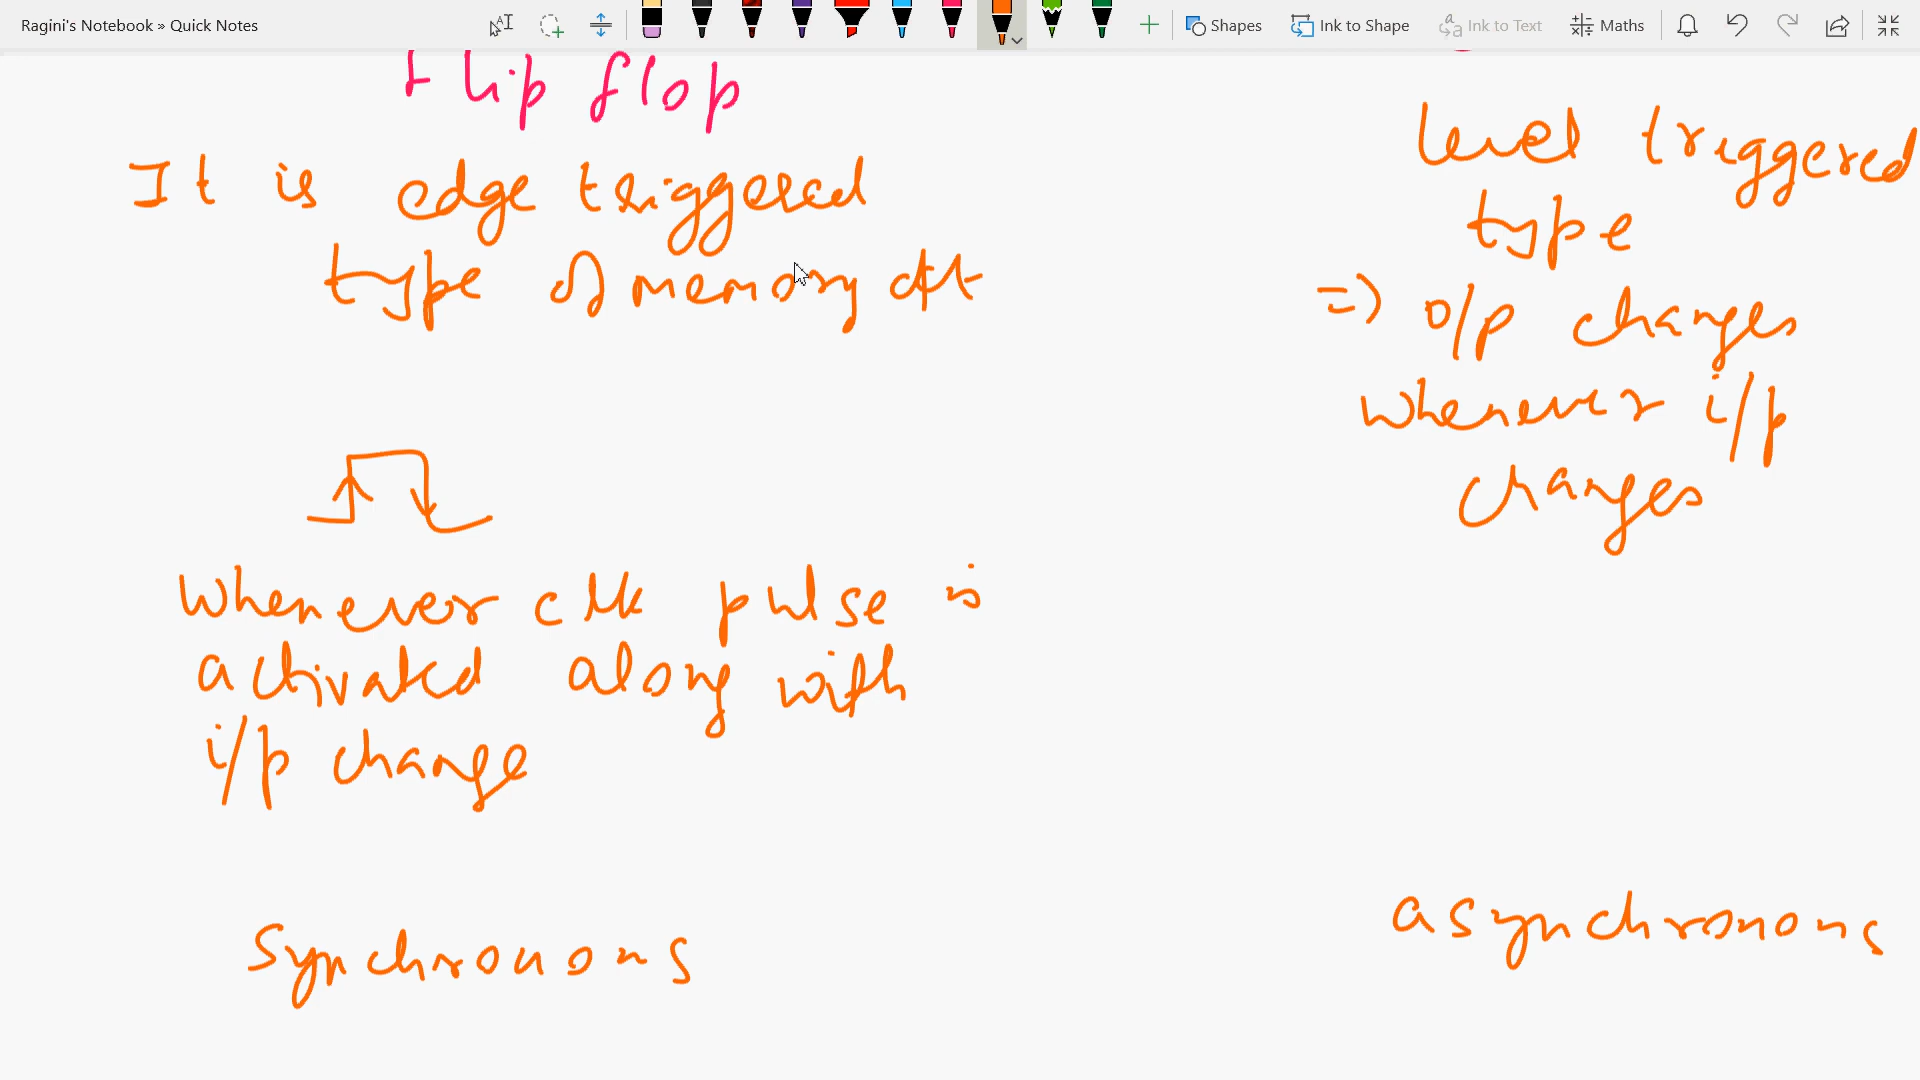 Ragini's Notebook » Quick Notes
Shapes
Ink to Shape
Ink to Text
Maths
Flip flop
It is edge triggered
type of memory ckt
Whenever clk pulse is
activated along with
i/p change
Synchronous
level triggered
type
=> o/p changes
whenever i/p
changes
asynchronous